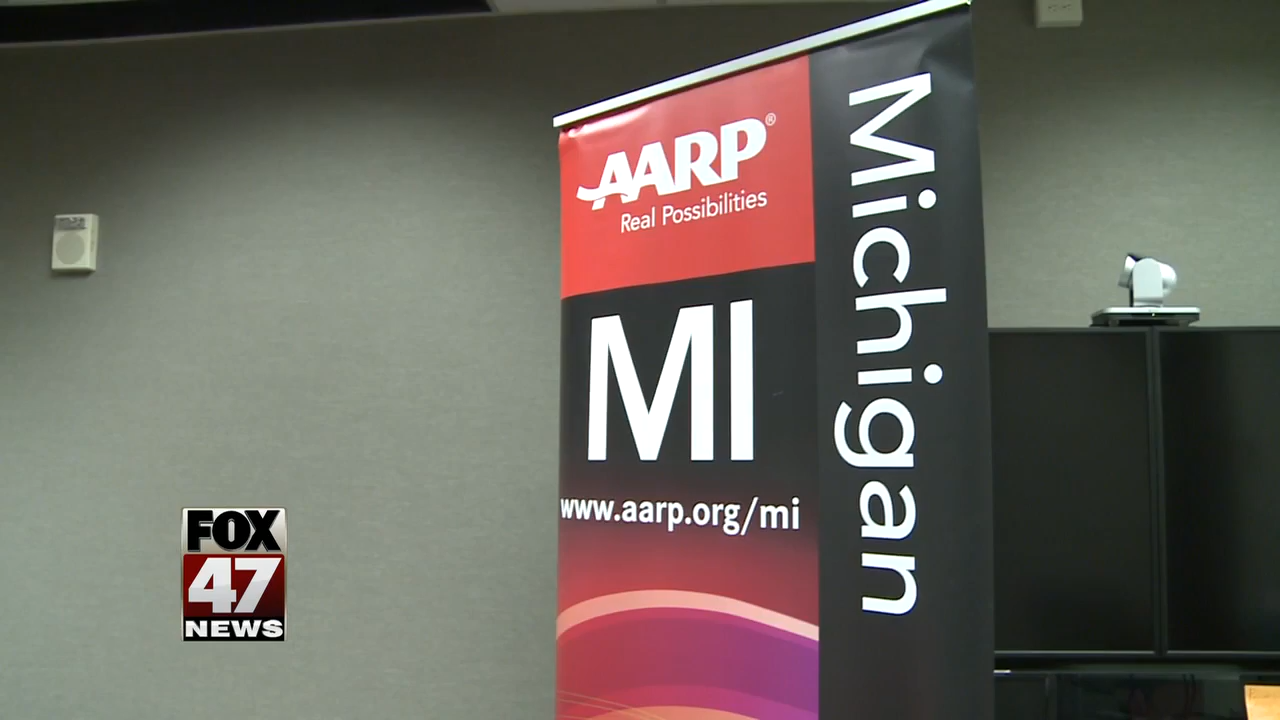 AARP®
Real Possibilities
MI
www.aarp.org/mi
Michigan
FOX
47
NEWS